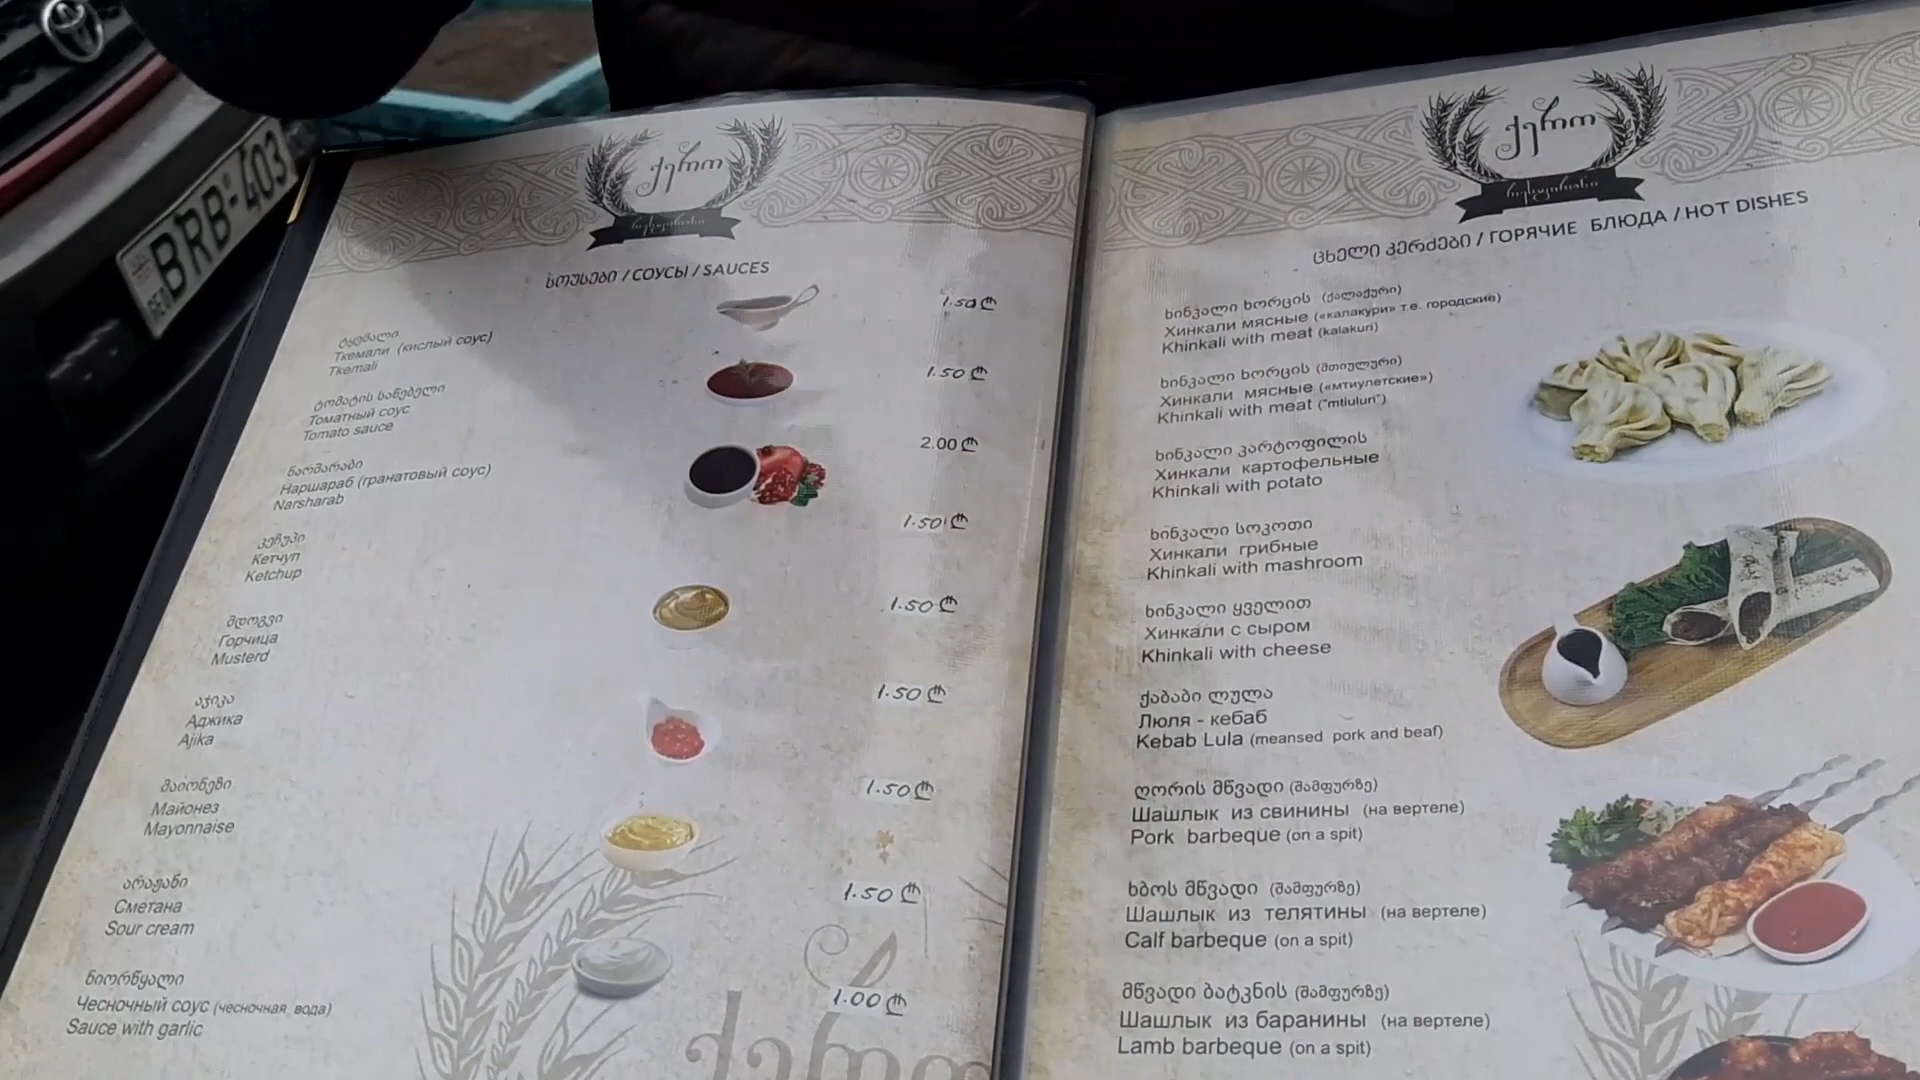 BRB-403
ქერო
რესტორანი
სოუსები / СОУСЫ / SAUCES
ტყემალი
Ткемали (кислый соус)
Tkemali
1.50 ₾
ტომატის საწებელი
Томатный соус
Tomato sauce
1.50 ₾
ნარშარაბი
Наршараб (гранатовый соус)
Narsharab
2.00 ₾
კეჩუპი
Кетчуп
Ketchup
1.50 ₾
მდოგვი
Горчица
Musterd
1.50 ₾
აჯიკა
Аджика
Ajika
1.50 ₾
მაიონეზი
Майонез
Mayonnaise
1.50 ₾
არაჟანი
Сметана
Sour cream
1.50 ₾
ნიორწყალი
Чесночный соус (чесночная вода)
Sauce with garlic
1.00 ₾
ქერო
ქერო
რესტორანი
ცხელი კერძები / ГОРЯЧИЕ БЛЮДА / HOT DISHES
ხინკალი ხორცის (ქალაქური)
Хинкали мясные («калакури» т.е. городские)
Khinkali with meat (kalakuri)
ხინკალი ხორცის (მთიულური)
Хинкали мясные («мтиулетские»)
Khinkali with meat ("mtiuluri")
ხინკალი კარტოფილის
Хинкали картофельные
Khinkali with potato
ხინკალი სოკოთი
Хинкали грибные
Khinkali with mashroom
ხინკალი ყველით
Хинкали с сыром
Khinkali with cheese
ქაბაბი ლულა
Люля - кебаб
Kebab Lula (meansed pork and beaf)
ღორის მწვადი (შამფურზე)
Шашлык из свинины (на вертеле)
Pork barbeque (on a spit)
ხბოს მწვადი (შამფურზე)
Шашлык из телятины (на вертеле)
Calf barbeque (on a spit)
მწვადი ბატკნის (შამფურზე)
Шашлык из баранины (на вертеле)
Lamb barbeque (on a spit)